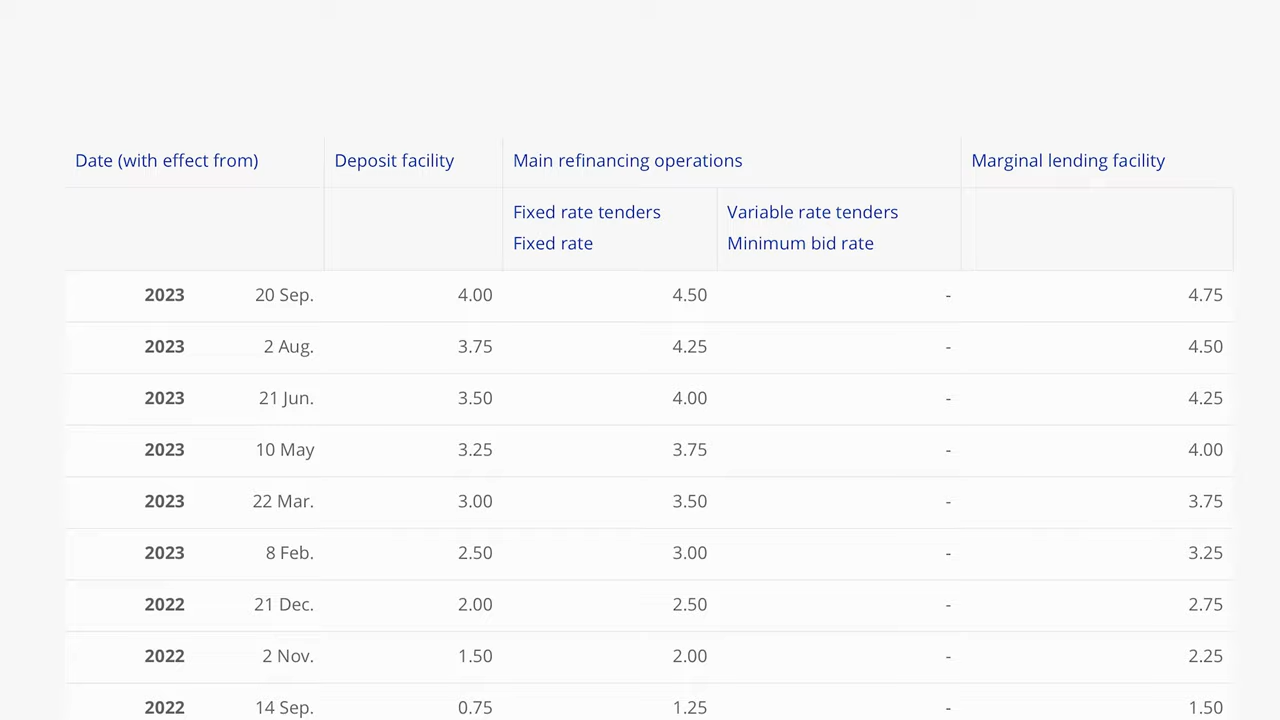 Date (with effect from) Deposit facility Main refinancing operations Marginal lending facility
Fixed rate tenders Variable rate tenders
Fixed rate Minimum bid rate
2023 20 Sep. 4.00 4.50 - 4.75
2023 2 Aug. 3.75 4.25 - 4.50
2023 21 Jun. 3.50 4.00 - 4.25
2023 10 May 3.25 3.75 - 4.00
2023 22 Mar. 3.00 3.50 - 3.75
2023 8 Feb. 2.50 3.00 - 3.25
2022 21 Dec. 2.00 2.50 - 2.75
2022 2 Nov. 1.50 2.00 - 2.25
2022 14 Sep. 0.75 1.25 - 1.50